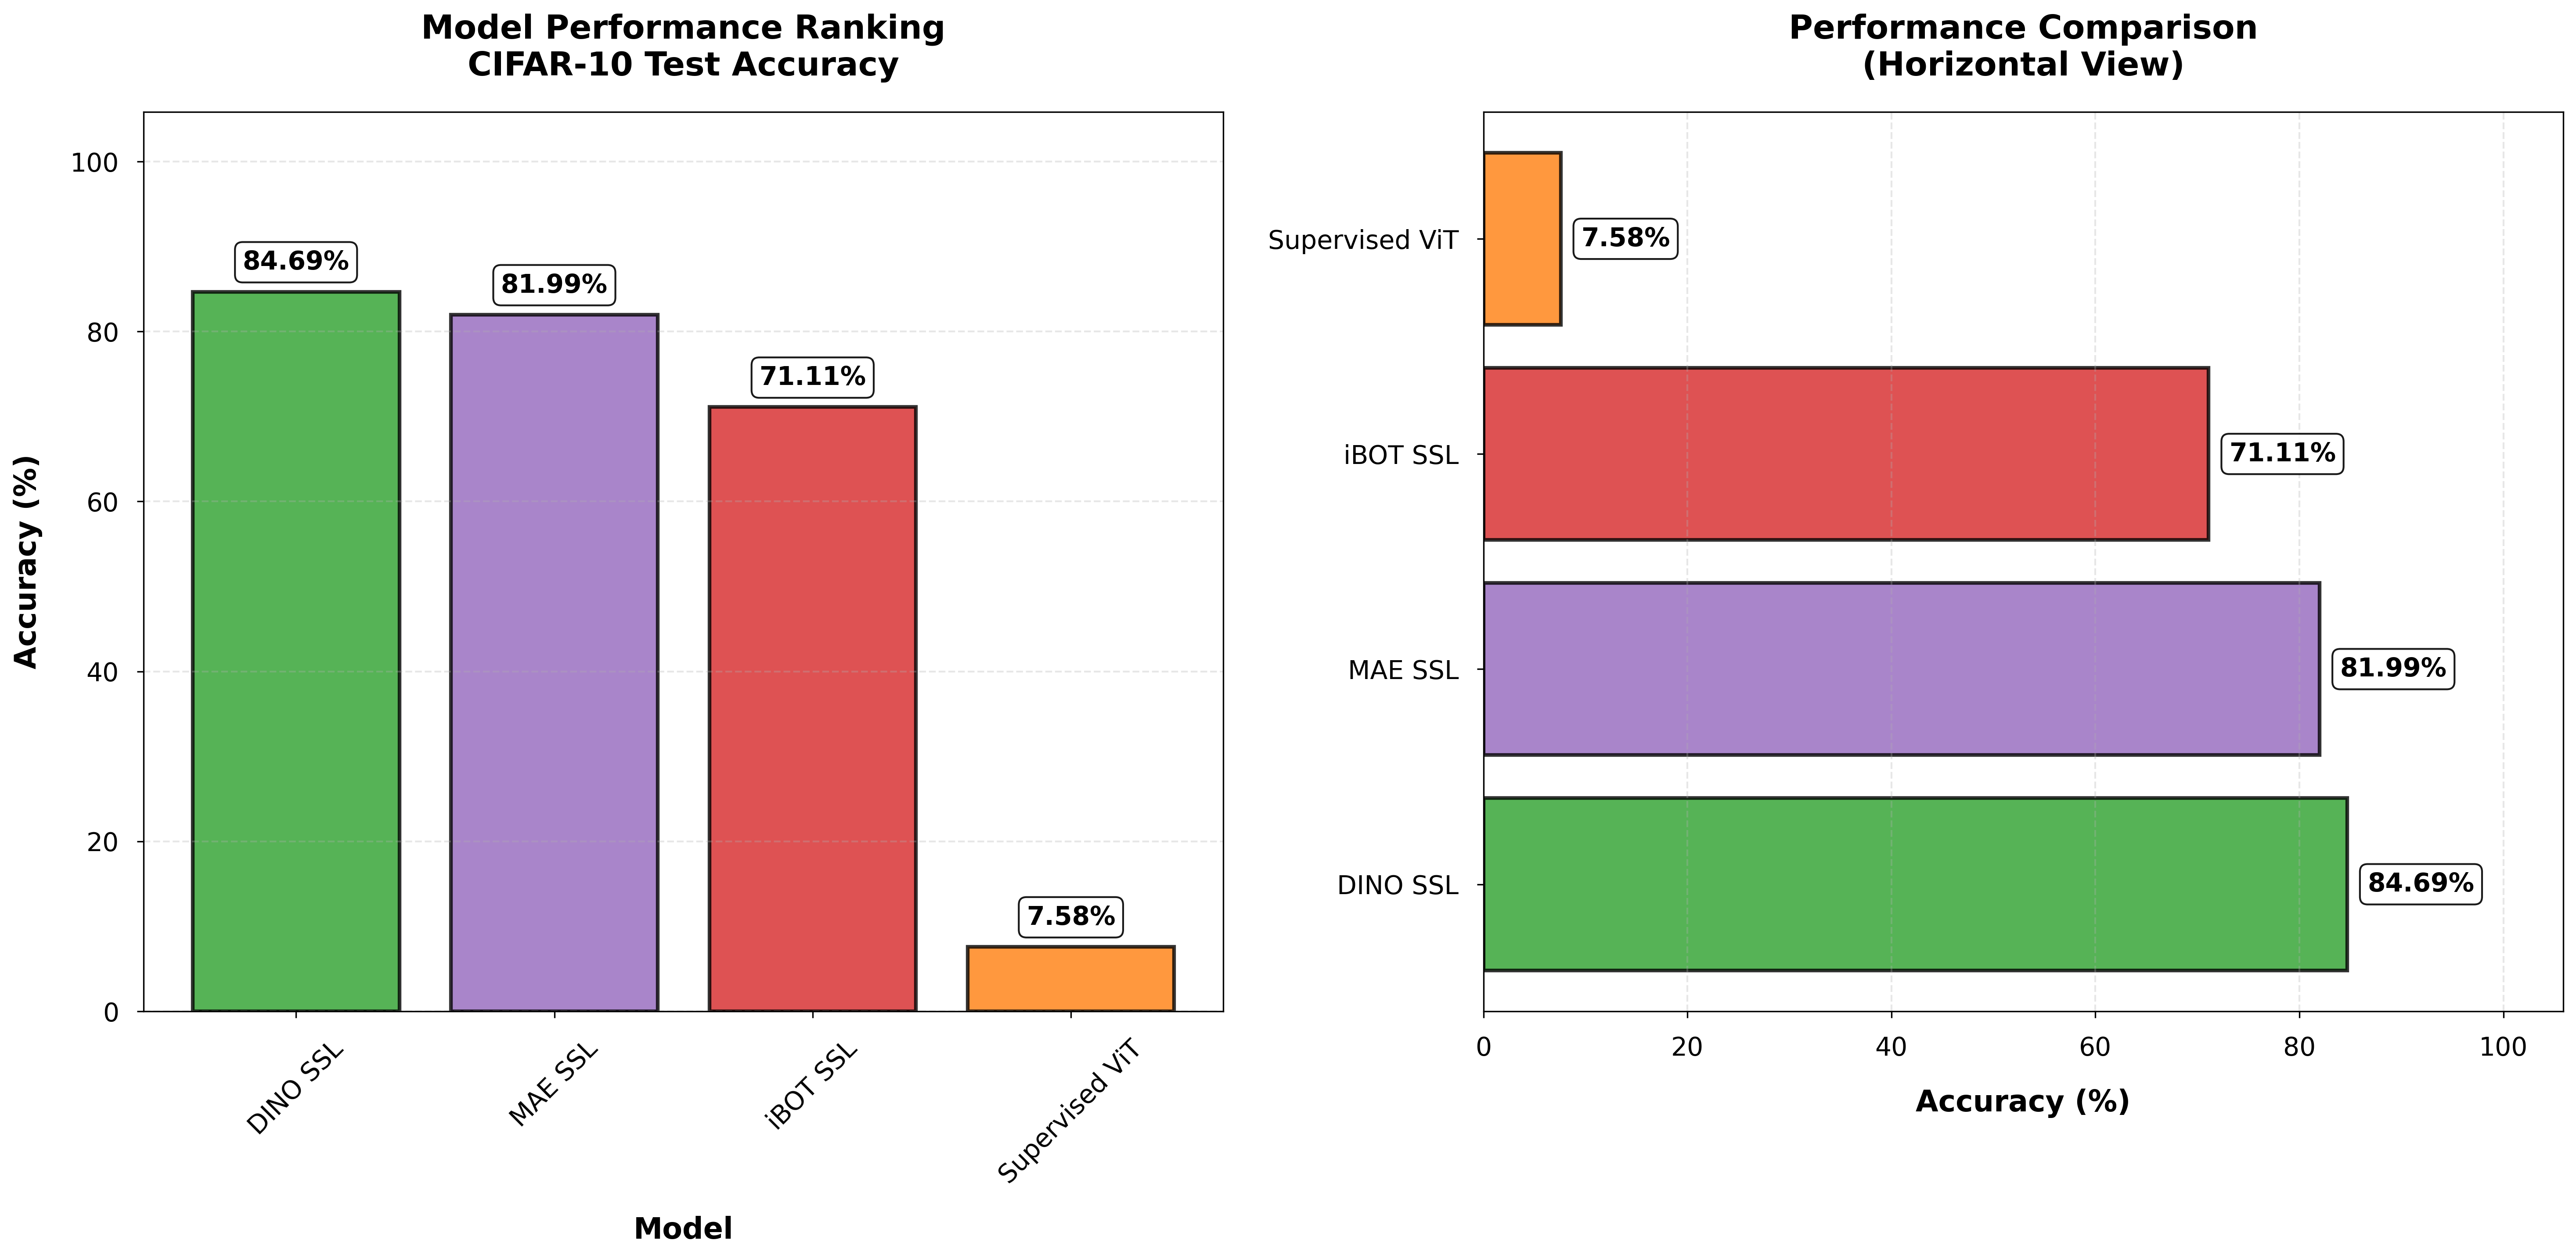 Model Performance Ranking
CIFAR-10 Test Accuracy
Accuracy (%)
100
80
60
40
20
0
84.69%
81.99%
71.11%
7.58%
DINO SSL
MAE SSL
iBOT SSL
Supervised ViT
Model
Performance Comparison
(Horizontal View)
Supervised ViT
7.58%
iBOT SSL
71.11%
MAE SSL
81.99%
DINO SSL
84.69%
0
20
40
60
80
100
Accuracy (%)